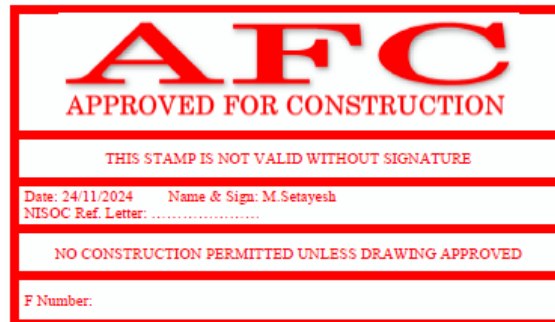 AFC
APPROVED FOR CONSTRUCTION
THIS STAMP IS NOT VALID WITHOUT SIGNATURE
Date: 24/11/2024 Name & Sign: M.Setayesh
NISOC Ref. Letter: ......................
NO CONSTRUCTION PERMITTED UNLESS DRAWING APPROVED
F Number: